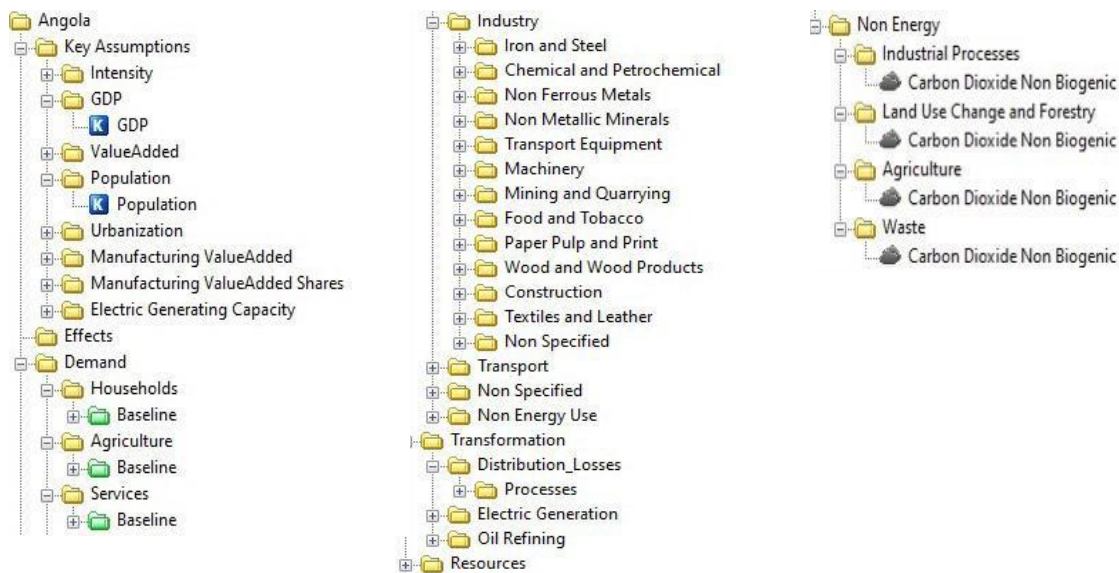 Angola
Key Assumptions
Intensity
GDP
K GDP
ValueAdded
Population
K Population
Urbanization
Manufacturing ValueAdded
Manufacturing ValueAdded Shares
Electric Generating Capacity
Effects
Demand
Households
Baseline
Agriculture
Baseline
Services
Baseline
Industry
Iron and Steel
Chemical and Petrochemical
Non Ferrous Metals
Non Metallic Minerals
Transport Equipment
Machinery
Mining and Quarrying
Food and Tobacco
Paper Pulp and Print
Wood and Wood Products
Construction
Textiles and Leather
Non Specified
Transport
Non Specified
Non Energy Use
Transformation
Distribution_Losses
Processes
Electric Generation
Oil Refining
Resources
Non Energy
Industrial Processes
Carbon Dioxide Non Biogenic
Land Use Change and Forestry
Carbon Dioxide Non Biogenic
Agriculture
Carbon Dioxide Non Biogenic
Waste
Carbon Dioxide Non Biogenic